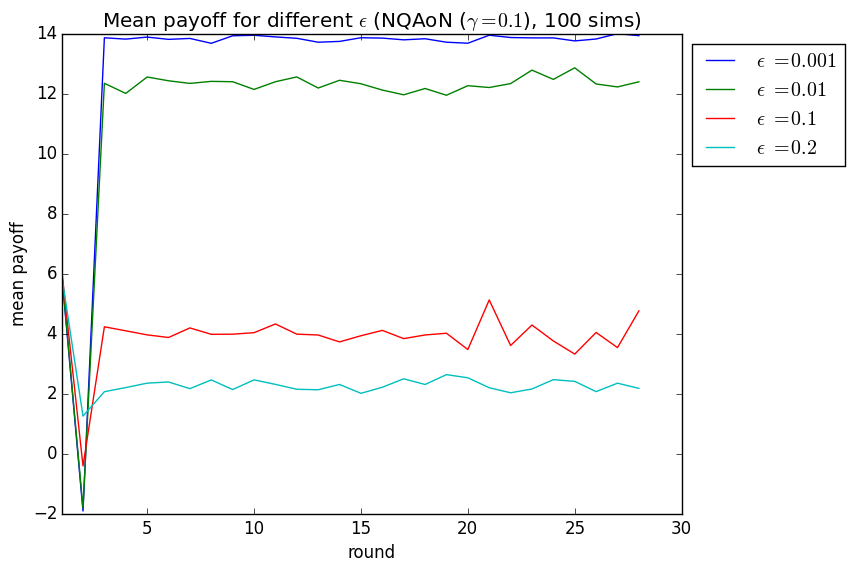 Mean payoff for different ϵ (NQAoN (γ=0.1), 100 sims)
14
12
10
8
6
4
2
0
−2
mean payoff
5
10
15
20
25
30
round
ϵ =0.001
ϵ =0.01
ϵ =0.1
ϵ =0.2